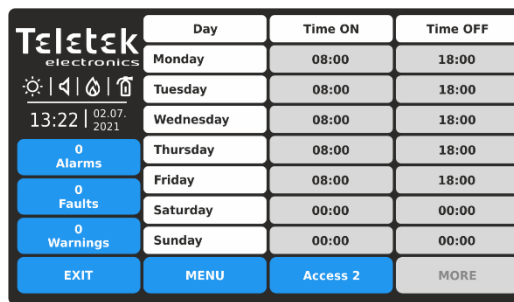 Teletek
electronics
13:22 02.07.
2021
0
Alarms
0
Faults
0
Warnings
Day Time ON Time OFF
Monday 08:00 18:00
Tuesday 08:00 18:00
Wednesday 08:00 18:00
Thursday 08:00 18:00
Friday 08:00 18:00
Saturday 00:00 00:00
Sunday 00:00 00:00
EXIT MENU Access 2 MORE